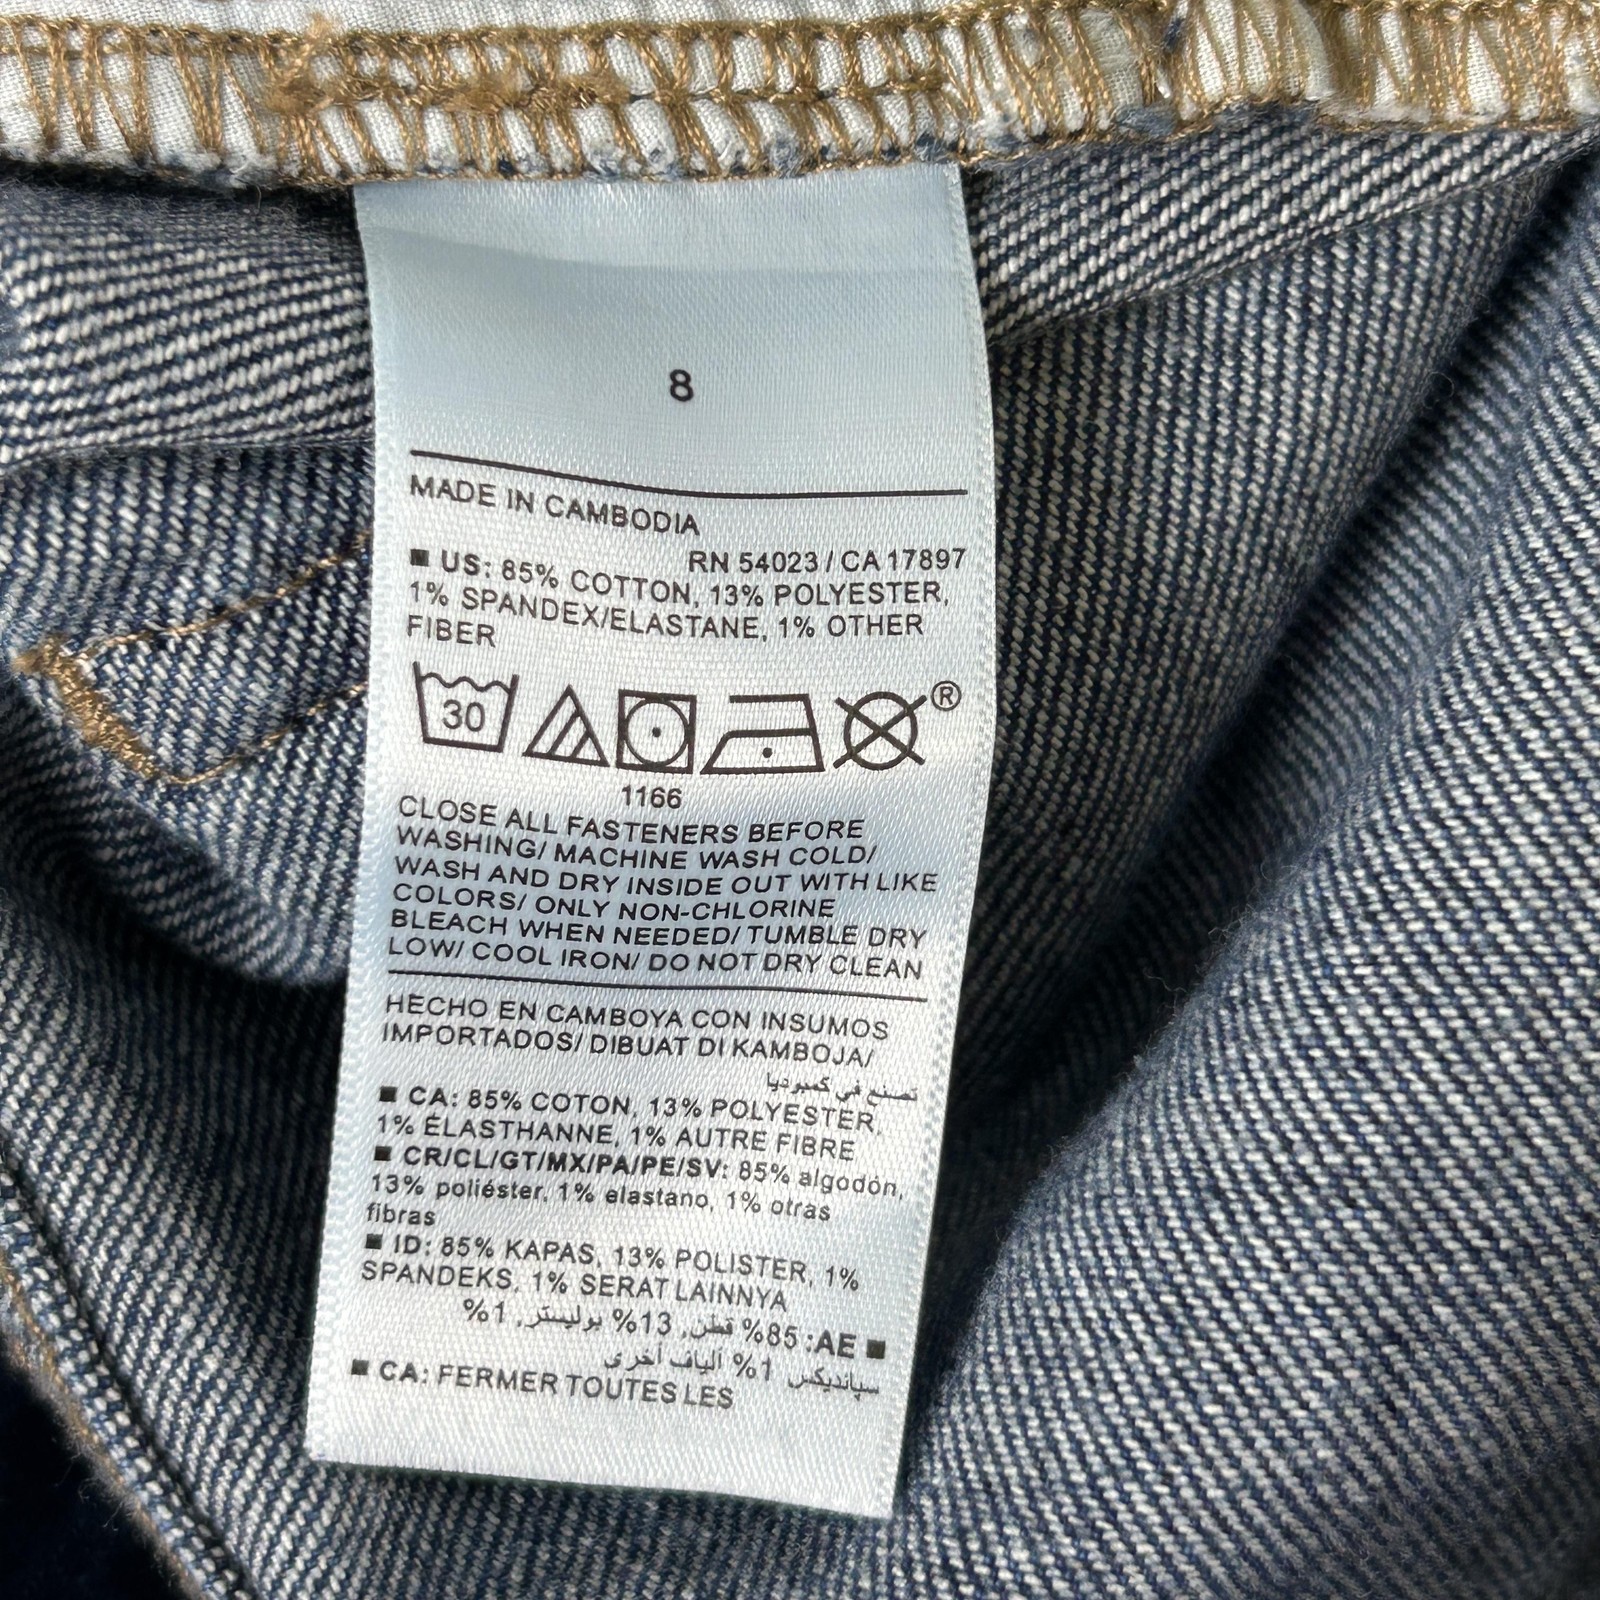 8
MADE IN CAMBODIA
RN 54023 / CA 17897
■ US: 85% COTTON, 13% POLYESTER,
1% SPANDEX/ELASTANE, 1% OTHER
FIBER
30
®
1166
CLOSE ALL FASTENERS BEFORE
WASHING/ MACHINE WASH COLD/
WASH AND DRY INSIDE OUT WITH LIKE
COLORS/ ONLY NON-CHLORINE
BLEACH WHEN NEEDED/ TUMBLE DRY
LOW/ COOL IRON/ DO NOT DRY CLEAN
HECHO EN CAMBOYA CON INSUMOS
IMPORTADOS/ DIBUAT DI KAMBOJA/
تصنع في كمبوديا
■ CA: 85% COTON, 13% POLYESTER,
1% ÉLASTHANNE, 1% AUTRE FIBRE
■ CR/CL/GT/MX/PA/PE/SV: 85% algodón,
13% poliéster, 1% elastano, 1% otras
fibras
■ ID: 85% KAPAS, 13% POLISTER, 1%
SPANDEKS, 1% SERAT LAINNYA
■ AE: 85% قطن, 13% بوليستر, 1%
سپانديكس 1% ألياف أخرى
■ CA: FERMER TOUTES LES